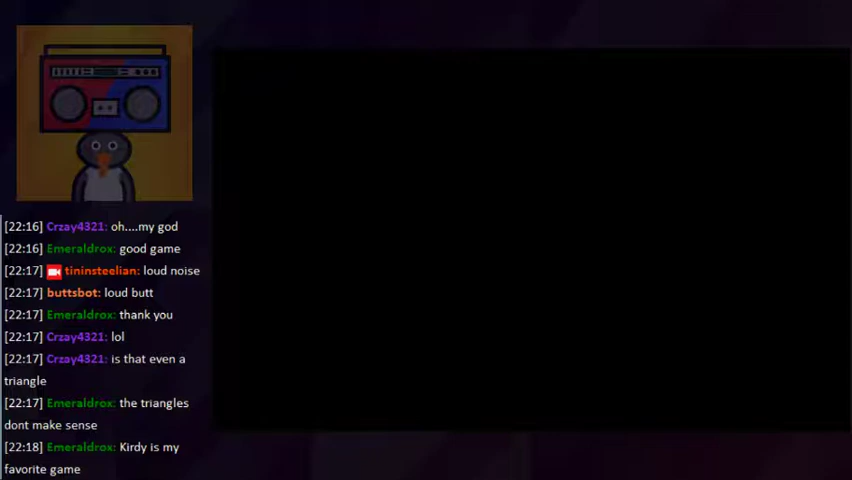 [22:16] Crzay4321: oh....my god
[22:16] Emeraldrox: good game
[22:17] tininsteelian: loud noise
[22:17] buttsbot: loud butt
[22:17] Emeraldrox: thank you
[22:17] Crzay4321: lol
[22:17] Crzay4321: is that even a
triangle
[22:17] Emeraldrox: the triangles
dont make sense
[22:18] Emeraldrox: Kirdy is my
favorite game